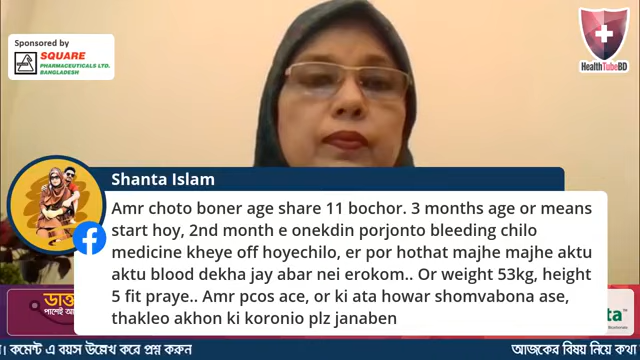 Sponsored by
SQUARE
PHARMACEUTICALS LTD.
BANGLADESH
HealthTubeBD
Shanta Islam
Amr choto boner age share 11 bochor. 3 months age or means
start hoy, 2nd month e onekdin porjonto bleeding chilo
medicine kheye off hoyechilo, er por hothat majhe majhe aktu
aktu blood dekha jay abar nei erokom.. Or weight 53kg, height
5 fit praye.. Amr pcos ace, or ki ata howar shomvabona ase,
thakleo akhon ki koronio plz janaben
ডাক্তা
পাশেই আ
। কমেন্ট এ বয়স উল্লেখ করে প্রশ্ন করুন
আজকের বিষয় নিয়ে কথা